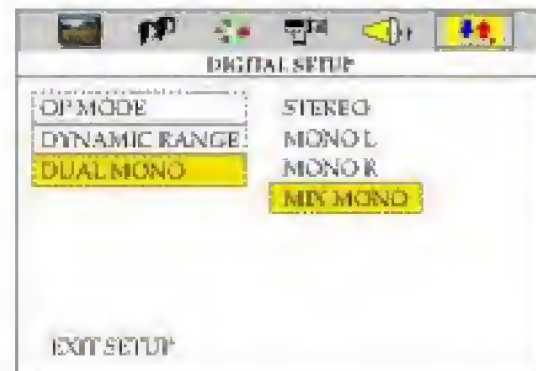 DIGITAL SETUP
OP MODE
STEREO
DYNAMIC RANGE
MONO L
DUAL MONO
MONO R
MIX MONO
EXIT SETUP